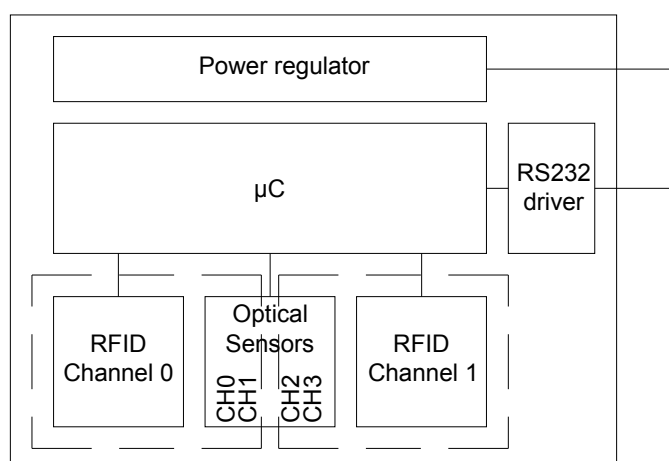 Power regulator
µC
RS232
driver
RFID
Channel 0
Optical
Sensors
CH0
CH1
CH2
CH3
RFID
Channel 1